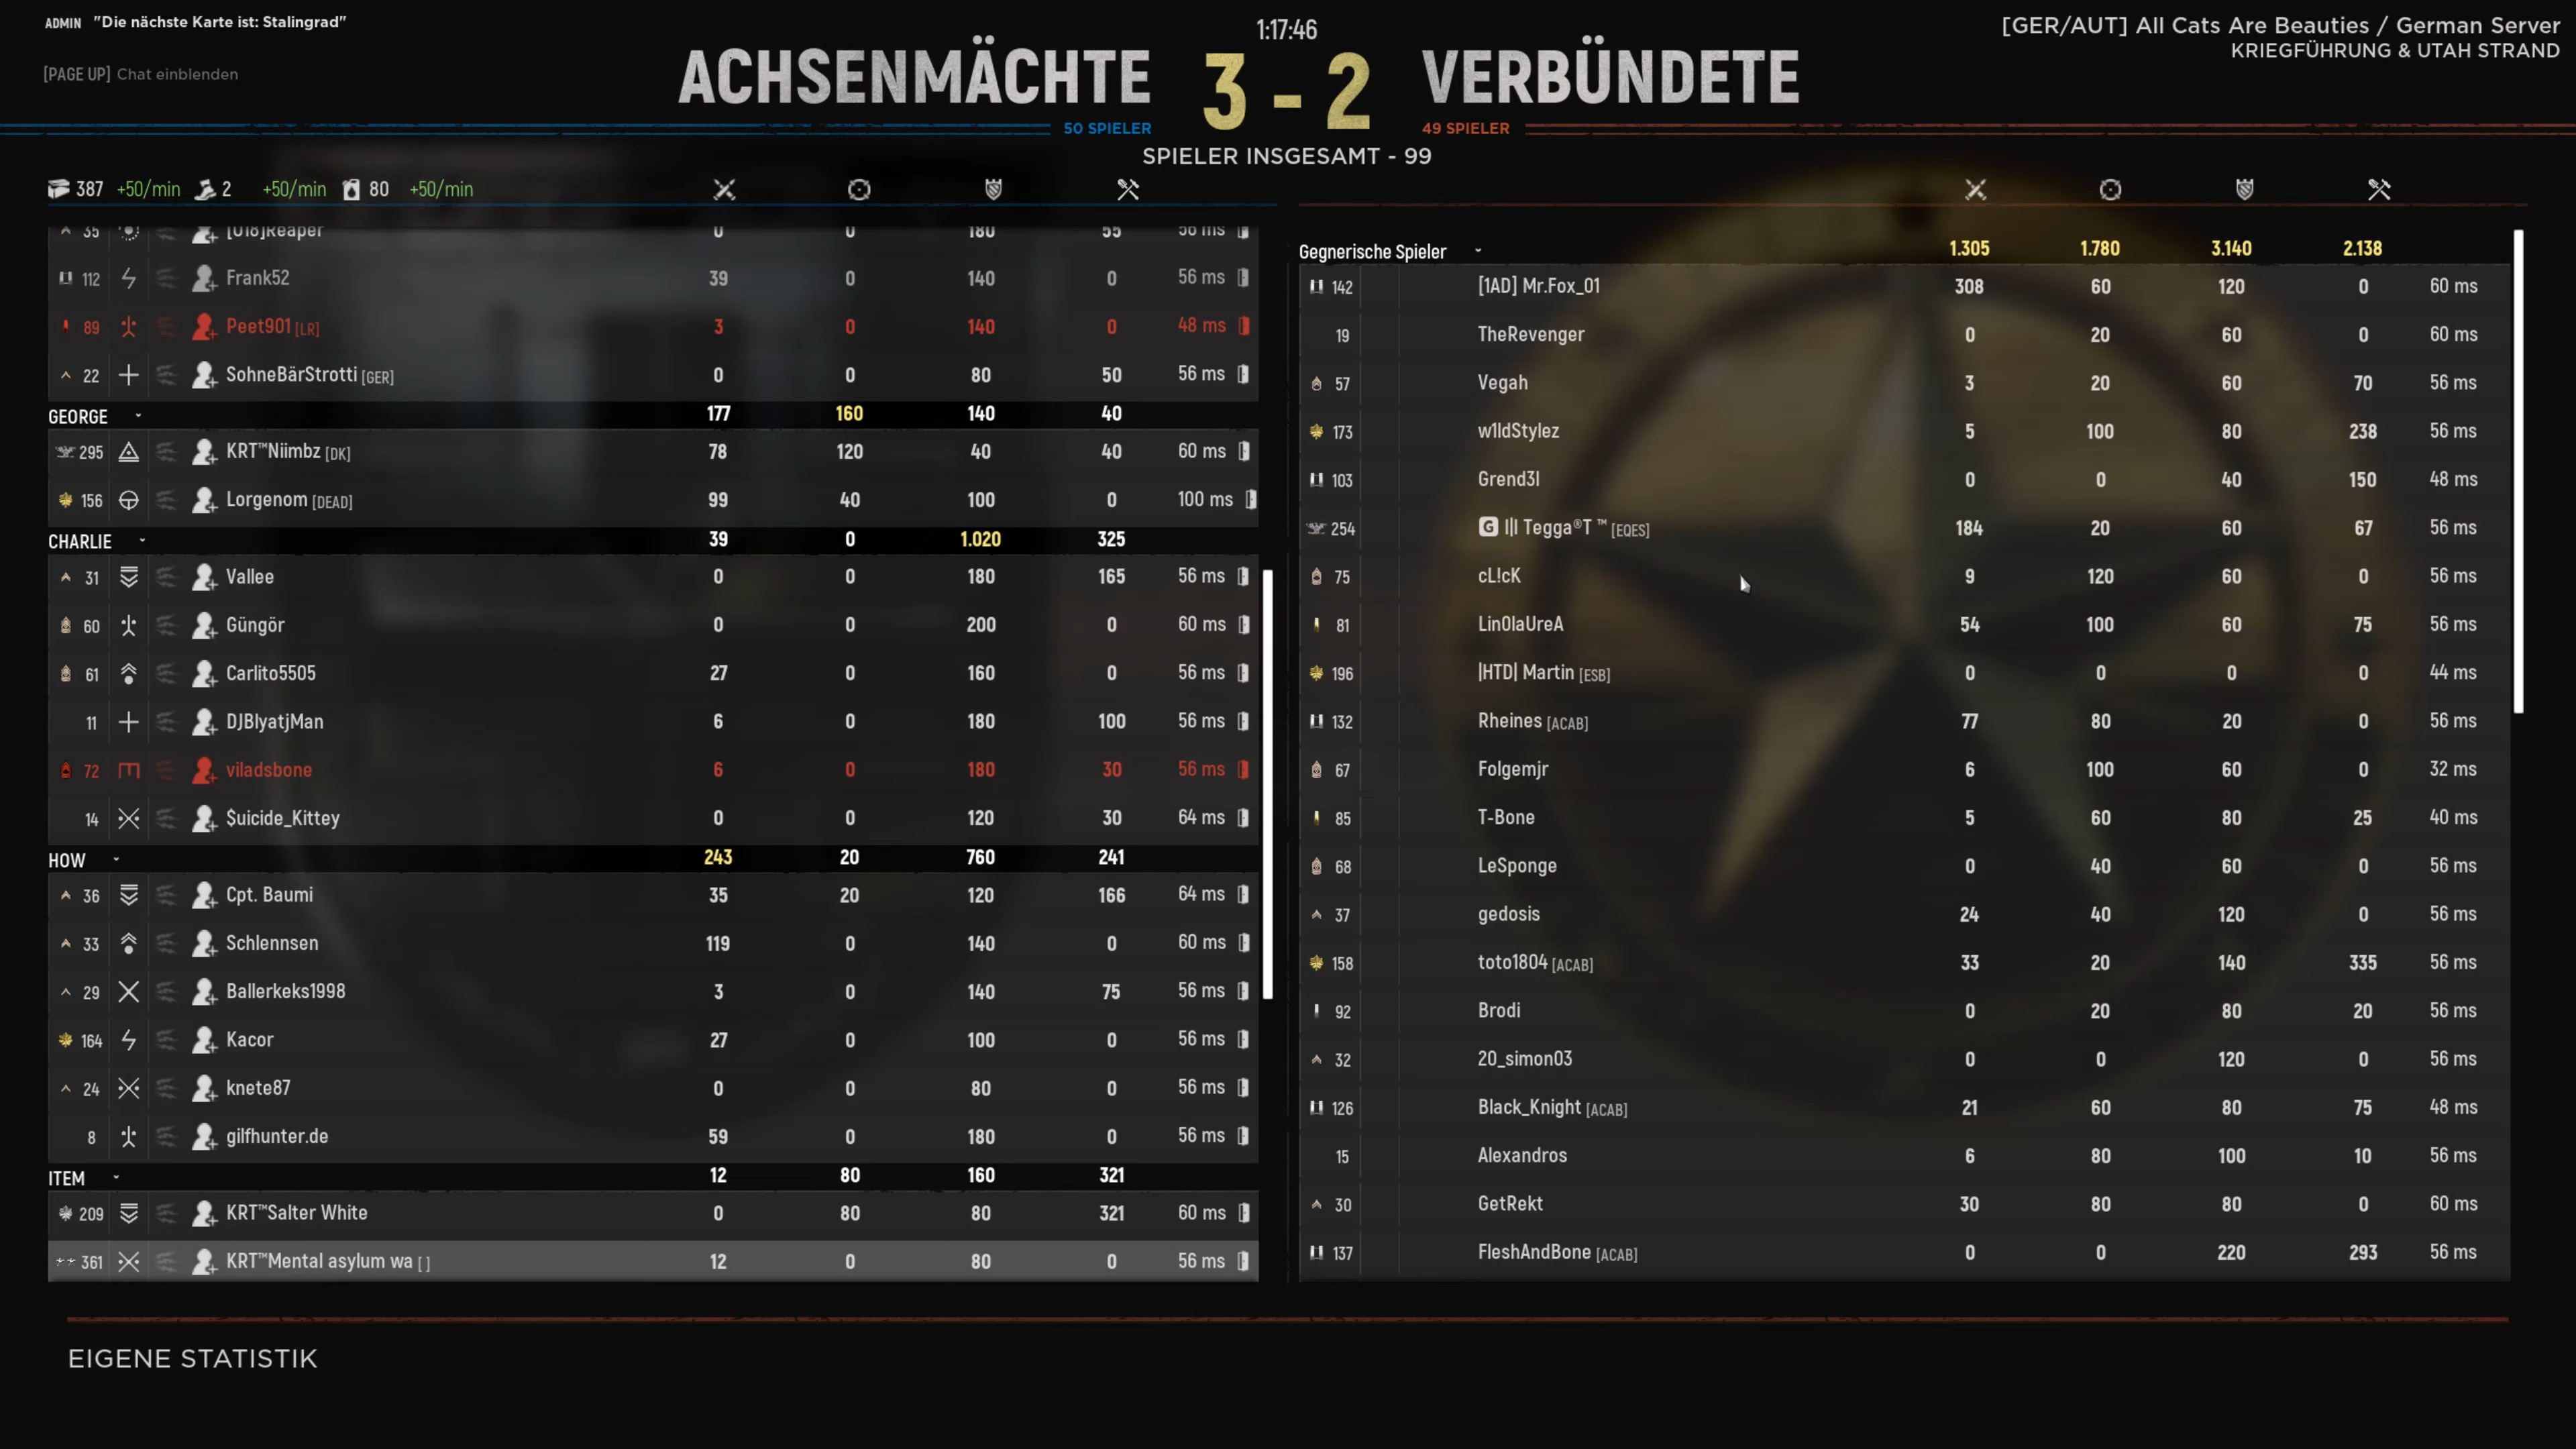 ADMIN "Die nächste Karte ist: Stalingrad"
[PAGE UP] Chat einblenden
1:17:46
ACHSENMÄCHTE 3 - 2 VERBÜNDETE
50 SPIELER 49 SPIELER
SPIELER INSGESAMT - 99
[GER/AUT] All Cats Are Beauties / German Server
KRIEGFÜHRUNG & UTAH STRAND
387 +50/min 2 +50/min 80 +50/min
35 [U18]Reaper 0 0 180 55 56 ms
112 Frank52 39 0 140 0 56 ms
89 Peet901 [LR] 3 0 140 0 48 ms
22 SohneBärStrotti [GER] 0 0 80 50 56 ms
GEORGE 177 160 140 40
295 KRT™Niimbz [DK] 78 120 40 40 60 ms
156 Lorgenom [DEAD] 99 40 100 0 100 ms
CHARLIE 39 0 1.020 325
31 Vallee 0 0 180 165 56 ms
60 Güngör 0 0 200 0 60 ms
61 Carlito5505 27 0 160 0 56 ms
11 DJBlyatjMan 6 0 180 100 56 ms
72 viladsbone 6 0 180 30 56 ms
14 $uicide_Kittey 0 0 120 30 64 ms
HOW 243 20 760 241
36 Cpt. Baumi 35 20 120 166 64 ms
33 Schlennsen 119 0 140 0 60 ms
29 Ballerkeks1998 3 0 140 75 56 ms
164 Kacor 27 0 100 0 56 ms
24 knete87 0 0 80 0 56 ms
8 gilfhunter.de 59 0 180 0 56 ms
ITEM 12 80 160 321
209 KRT™Salter White 0 80 80 321 60 ms
361 KRT™Mental asylum wa [ ] 12 0 80 0 56 ms
Gegnerische Spieler 1.305 1.780 3.140 2.138
142 [1AD] Mr.Fox_01 308 60 120 0 60 ms
19 TheRevenger 0 20 60 0 60 ms
57 Vegah 3 20 60 70 56 ms
173 w1ldStylez 5 100 80 238 56 ms
103 Grend3l 0 0 40 150 48 ms
254 G l|l Tegga®T ™ [EQES] 184 20 60 67 56 ms
75 cL!cK 9 120 60 0 56 ms
81 Lin0laUreA 54 100 60 75 56 ms
196 |HTD| Martin [ESB] 0 0 0 0 44 ms
132 Rheines [ACAB] 77 80 20 0 56 ms
67 Folgemjr 6 100 60 0 32 ms
85 T-Bone 5 60 80 25 40 ms
68 LeSponge 0 40 60 0 56 ms
37 gedosis 24 40 120 0 56 ms
158 toto1804 [ACAB] 33 20 140 335 56 ms
92 Brodi 0 20 80 20 56 ms
32 20_simon03 0 0 120 0 56 ms
126 Black_Knight [ACAB] 21 60 80 75 48 ms
15 Alexandros 6 80 100 10 56 ms
30 GetRekt 30 80 80 0 60 ms
137 FleshAndBone [ACAB] 0 0 220 293 56 ms
EIGENE STATISTIK